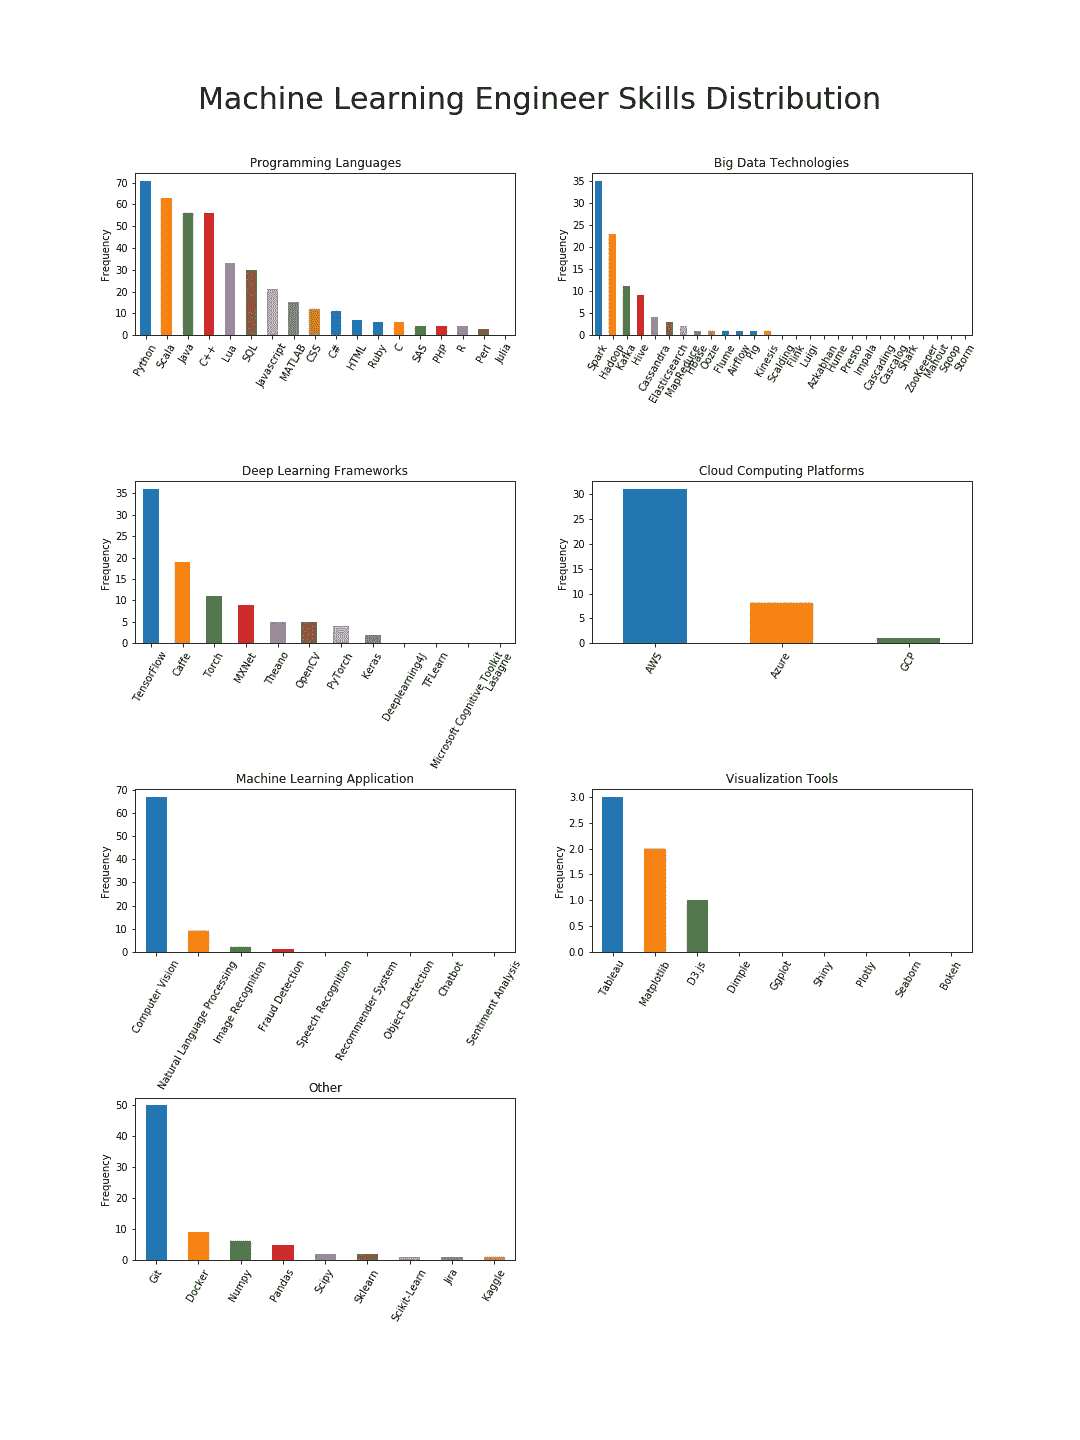 Machine Learning Engineer Skills Distribution
Programming Languages
Frequency
70
60
50
40
30
20
10
0
Python
Scala
Java
C++
Lua
SQL
Javascript
MATLAB
CSS
C#
HTML
Ruby
C
SAS
PHP
R
Perl
Julia
Big Data Technologies
Frequency
35
30
25
20
15
10
5
0
Spark
Hadoop
Kafka
Hive
Cassandra
Elasticsearch
MapReduce
HBase
Oozie
Flume
Airflow
Pig
Kinesis
Scalding
Flink
Luigi
Azkabhan
Hume
Presto
Impala
Cascading
Cascalog
Shark
ZooKeeper
Mahout
Sqoop
Storm
Deep Learning Frameworks
Frequency
35
30
25
20
15
10
5
0
TensorFlow
Caffe
Torch
MXNet
Theano
OpenCV
PyTorch
Keras
Deeplearning4J
TFLearn
Microsoft Cognitive Toolkit
Lasagne
Cloud Computing Platforms
Frequency
30
25
20
15
10
5
0
AWS
Azure
GCP
Machine Learning Application
Frequency
70
60
50
40
30
20
10
0
Computer Vision
Natural Language Processing
Image Recognition
Fraud Detection
Speech Recognition
Recommender System
Object Dectection
Chatbot
Sentiment Analysis
Visualization Tools
Frequency
3.0
2.5
2.0
1.5
1.0
0.5
0.0
Tableau
Matplotlib
D3.js
Dimple
Ggplot
Shiny
Plotly
Seaborn
Bokeh
Other
Frequency
50
40
30
20
10
0
Git
Docker
Numpy
Pandas
Scipy
Sklearn
Scikit-Learn
Jira
Kaggle